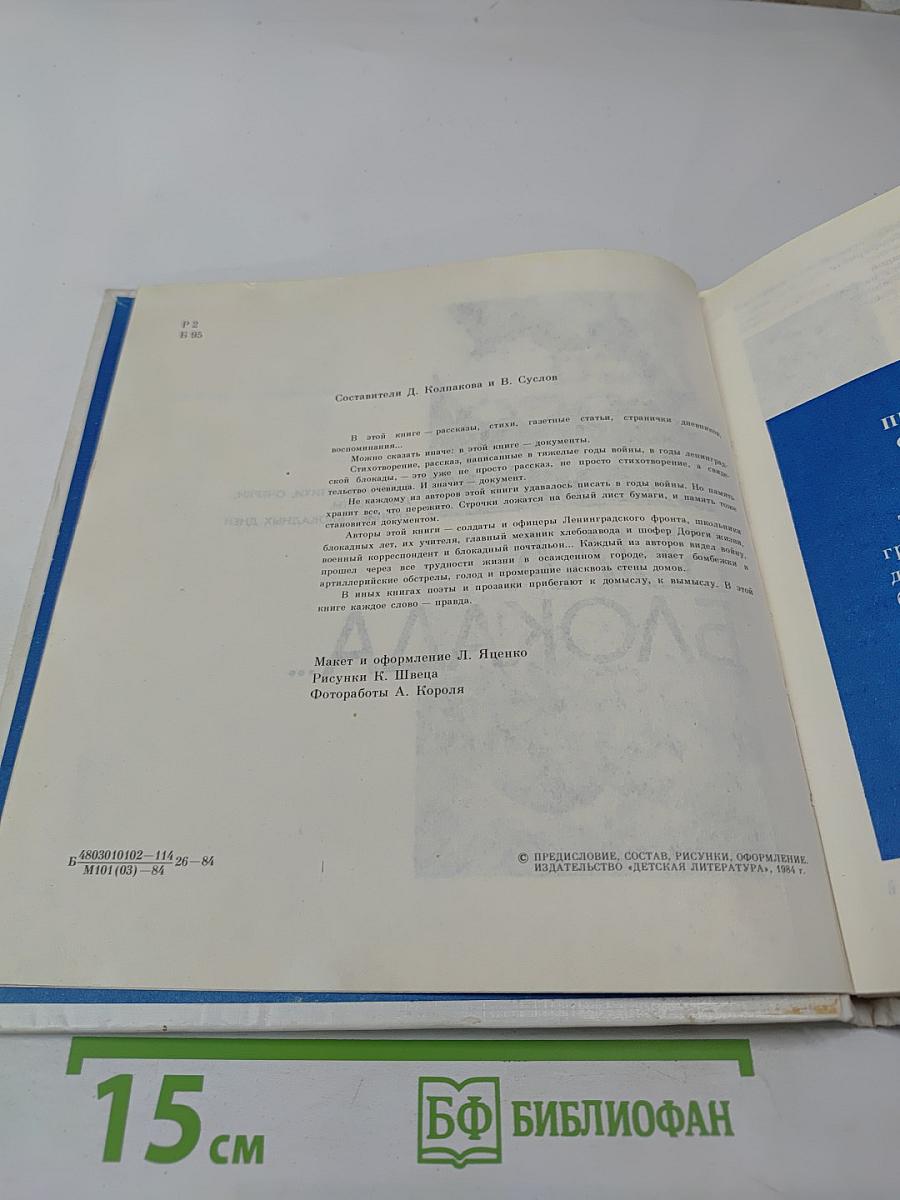 Р 2
Б 95
Составители Д. Колпакова и В. Суслов
В этой книге — рассказы, стихи, газетные статьи, странички дневников,
воспоминания...
Можно сказать иначе: в этой книге — документы.
Стихотворение, рассказ, написанные в тяжелые годы войны, в годы ленинград-
ской блокады, — это уже не просто рассказ, не просто стихотворение, а свиде-
тельство очевидца. И значит — документ.
Не каждому из авторов этой книги удавалось писать в годы войны. Но память
хранит все, что пережито. Строчки ложатся на белый лист бумаги, и память тоже
становится документом.
Авторы этой книги — солдаты и офицеры Ленинградского фронта, школьники
блокадных лет, их учителя, главный механик хлебозавода и шофер Дороги жизни,
военный корреспондент и блокадный почтальон... Каждый из авторов видел войну,
прошел через все трудности жизни в осажденном городе, знает бомбежки и
артиллерийские обстрелы, голод и промерзшие насквозь стены домов.
В иных книгах поэты и прозаики прибегают к домыслу, к вымыслу. В этой
книге каждое слово — правда.
Макет и оформление Л. Яценко
Рисунки К. Швеца
Фотоработы А. Короля
Б 4803010102—114 26—84
М101(03)—84
© ПРЕДИСЛОВИЕ, СОСТАВ, РИСУНКИ, ОФОРМЛЕНИЕ.
ИЗДАТЕЛЬСТВО «ДЕТСКАЯ ЛИТЕРАТУРА», 1984 г.
15 см
БФ БИБЛИОФАН